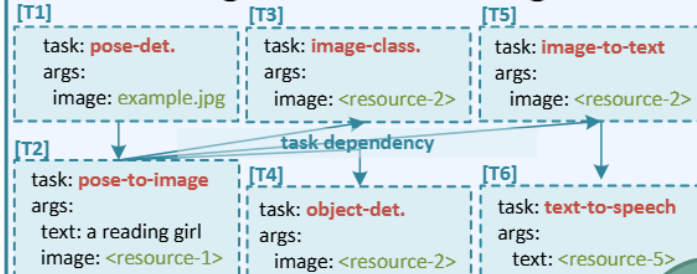 [T1]
task: pose-det.
args:
image: example.jpg
[T3]
task: image-class.
args:
image: <resource-2>
[T5]
task: image-to-text
args:
image: <resource-2>
task dependency
[T2]
task: pose-to-image
args:
text: a reading girl
image: <resource-1>
[T4]
task: object-det.
args:
image: <resource-2>
[T6]
task: text-to-speech
args:
text: <resource-5>